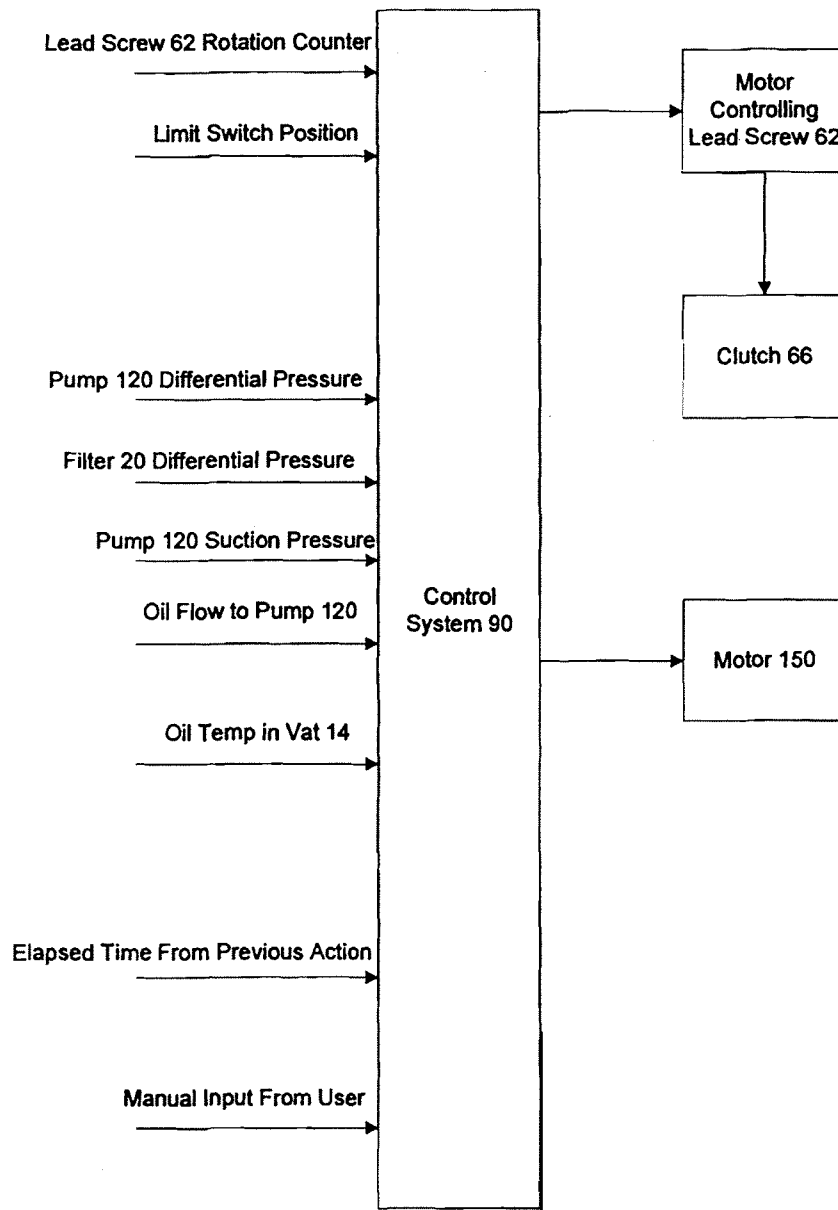 Lead Screw 62 Rotation Counter
Limit Switch Position
Pump 120 Differential Pressure
Filter 20 Differential Pressure
Pump 120 Suction Pressure
Oil Flow to Pump 120
Oil Temp in Vat 14
Elapsed Time From Previous Action
Manual Input From User
Control
System 90
Motor
Controlling
Lead Screw 62
Clutch 66
Motor 150